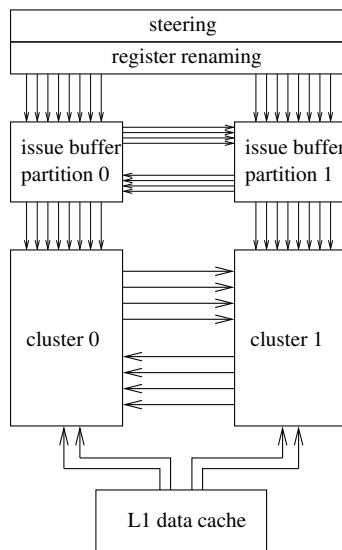 steering
register renaming
issue buffer
partition 0
issue buffer
partition 1
cluster 0
cluster 1
L1 data cache